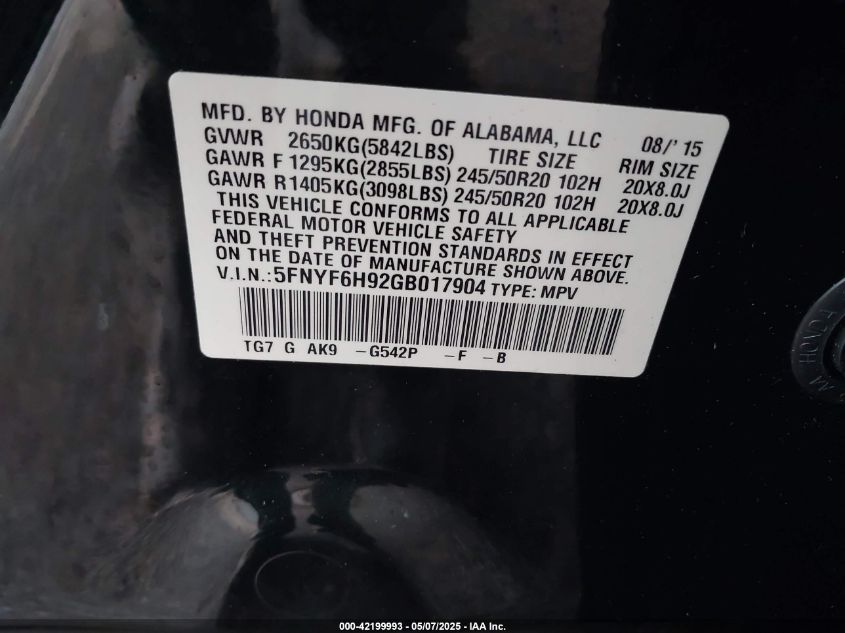 MFD. BY HONDA MFG. OF ALABAMA, LLC 08/' 15
GVWR 2650KG(5842LBS) TIRE SIZE RIM SIZE
GAWR F 1295KG(2855LBS) 245/50R20 102H 20X8.0J
GAWR R1405KG(3098LBS) 245/50R20 102H 20X8.0J
THIS VEHICLE CONFORMS TO ALL APPLICABLE
FEDERAL MOTOR VEHICLE SAFETY
AND THEFT PREVENTION STANDARDS IN EFFECT
ON THE DATE OF MANUFACTURE SHOWN ABOVE.
V.I.N.:5FNYF6H92GB017904 TYPE: MPV
TG7 G AK9 -G542P -F -B
000-42199993 - 05/07/2025 - IAA Inc.